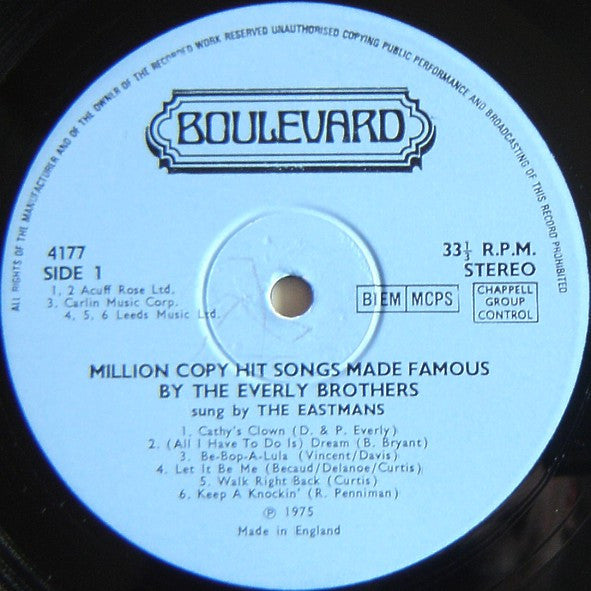 ALL RIGHTS OF THE MANUFACTURER AND OF THE OWNER OF THE RECORDED WORK RESERVED UNAUTHORISED COPYING PUBLIC PERFORMANCE AND BROADCASTING OF THIS RECORD PROHIBITED
BOULEVARD
4177
SIDE 1
1, 2 Acuff Rose Ltd.
3. Carlin Music Corp.
4, 5, 6 Leeds Music Ltd.
33⅓ R.P.M.
STEREO
BIEM MCPS
CHAPPELL
GROUP
CONTROL
MILLION COPY HIT SONGS MADE FAMOUS
BY THE EVERLY BROTHERS
sung by THE EASTMANS
1. Cathy's Clown (D. & P. Everly)
2. (All I Have To Do Is) Dream (B. Bryant)
3. Be-Bop-A-Lula (Vincent/Davis)
4. Let It Be Me (Becaud/Delanoe/Curtis)
5. Walk Right Back (Curtis)
6. Keep A Knockin' (R. Penniman)
℗ 1975
Made in England